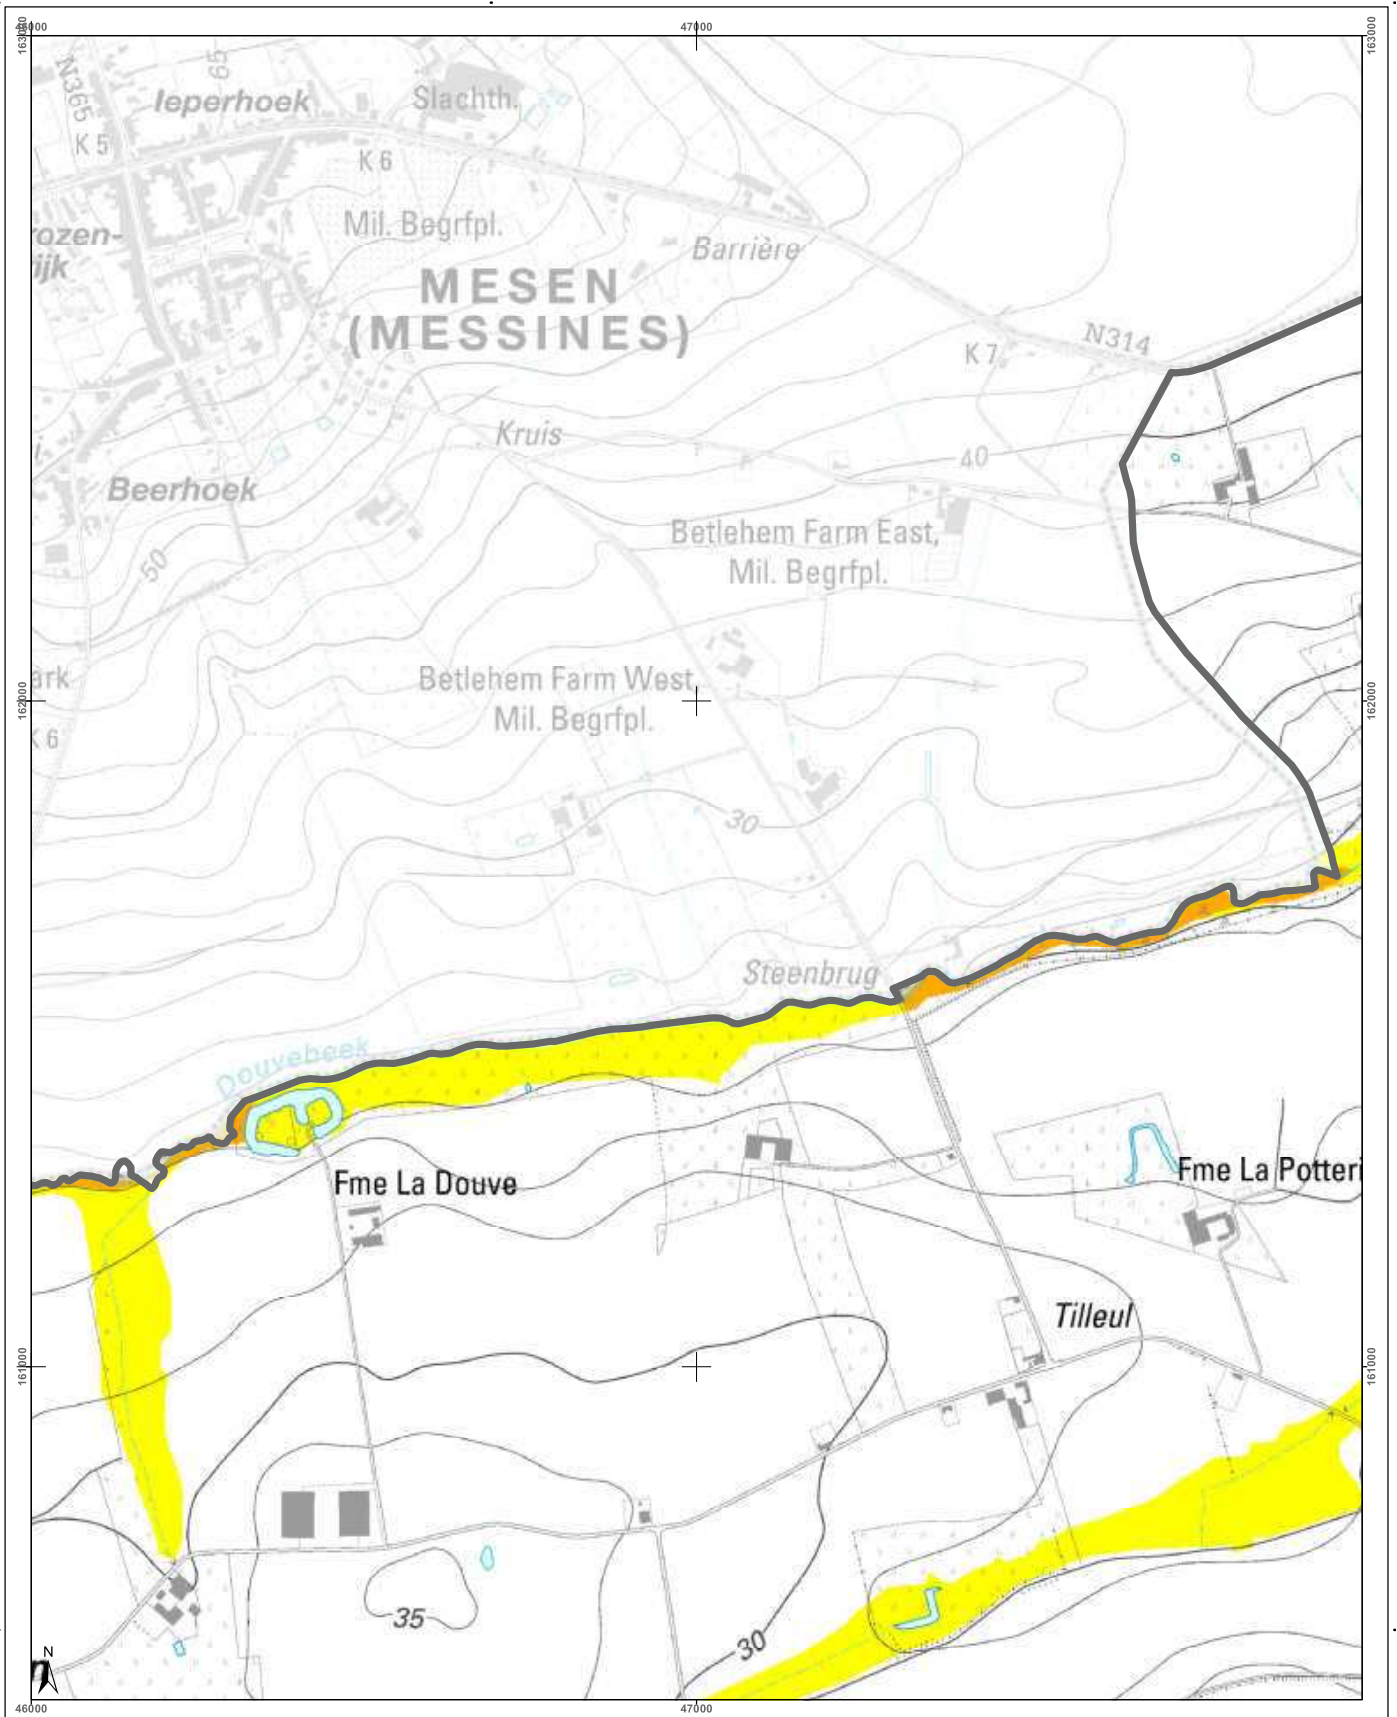 46000
47000
163000
163000
N365
65
Ieperhoek
Slachth.
K 5
K 6
Mil. Begrfpl.
rozen-
ijk
Barrière
MESEN
(MESSINES)
N314
K 7
Kruis
40
Beerhoek
Betlehem Farm East,
Mil. Begrfpl.
50
ark
Betlehem Farm West
Mil. Begrfpl.
162000
162000
K 6
30
Steenbrug
Douvebeek
Fme La Douve
Fme La Potteri
Tilleul
161000
161000
35
30
N
n
46000
47000